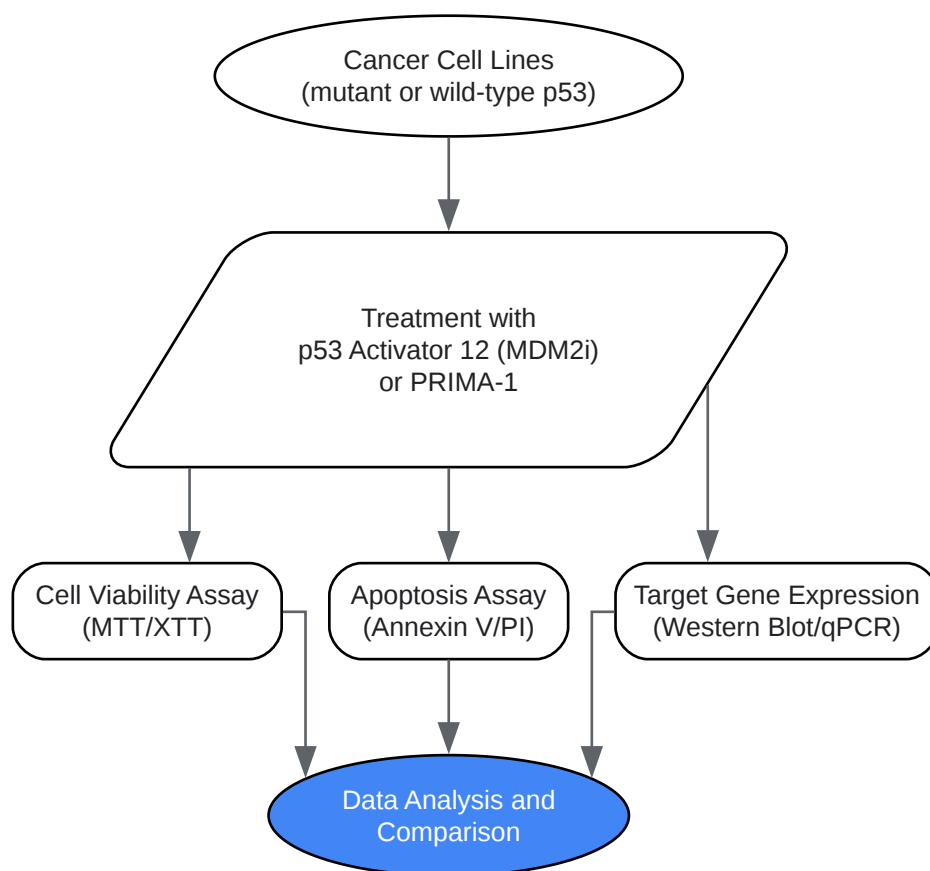 Cancer Cell Lines
(mutant or wild-type p53)
Treatment with
p53 Activator 12 (MDM2i)
or PRIMA-1
Cell Viability Assay
(MTT/XTT)
Apoptosis Assay
(Annexin V/PI)
Target Gene Expression
(Western Blot/qPCR)
Data Analysis and
Comparison